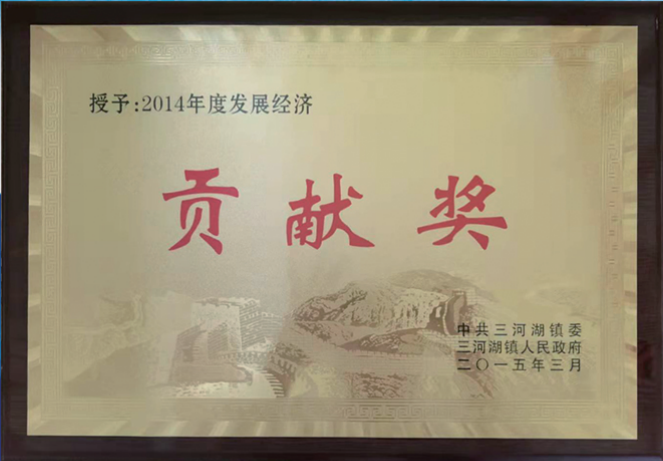 授予:2014年度发展经济
贡献奖
中共三河湖镇委
三河湖镇人民政府
二〇一五年三月